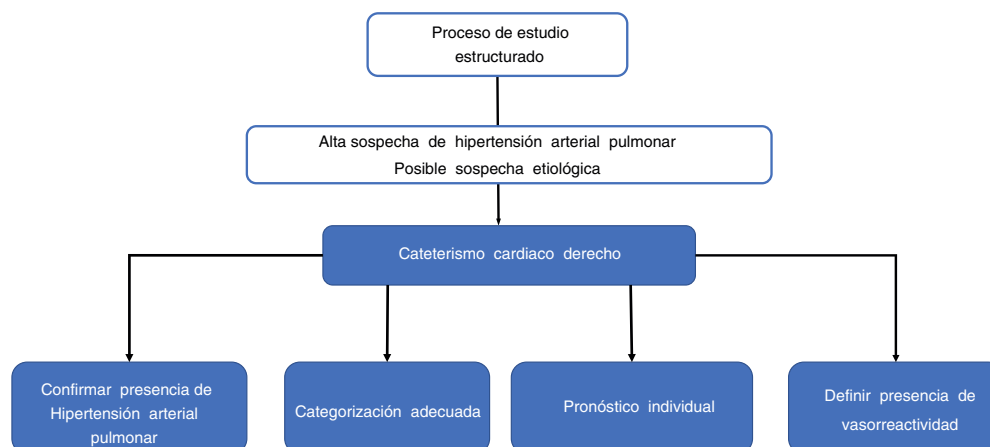 Proceso de estudio
estructurado
Alta sospecha de hipertensión arterial pulmonar
Posible sospecha etiológica
Cateterismo cardiaco derecho
Confirmar presencia de
Hipertensión arterial
pulmonar
Categorización adecuada
Pronóstico individual
Definir presencia de
vasorreactividad